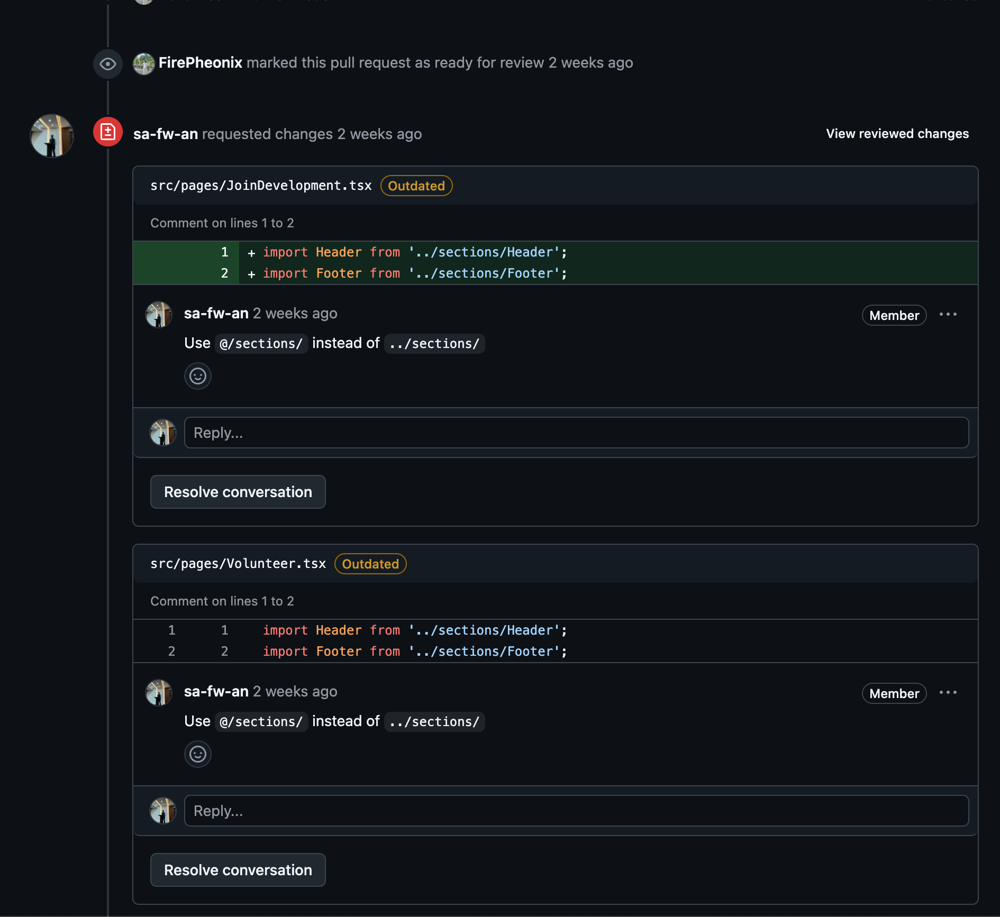 FirePheonix marked this pull request as ready for review 2 weeks ago
sa-fw-an requested changes 2 weeks ago
View reviewed changes
src/pages/JoinDevelopment.tsx Outdated
Comment on lines 1 to 2
1 + import Header from '../sections/Header';
2 + import Footer from '../sections/Footer';
sa-fw-an 2 weeks ago
Member
Use @/sections/ instead of ../sections/
Reply...
Resolve conversation
src/pages/Volunteer.tsx Outdated
Comment on lines 1 to 2
1 1 import Header from '../sections/Header';
2 2 import Footer from '../sections/Footer';
sa-fw-an 2 weeks ago
Member
Use @/sections/ instead of ../sections/
Reply...
Resolve conversation